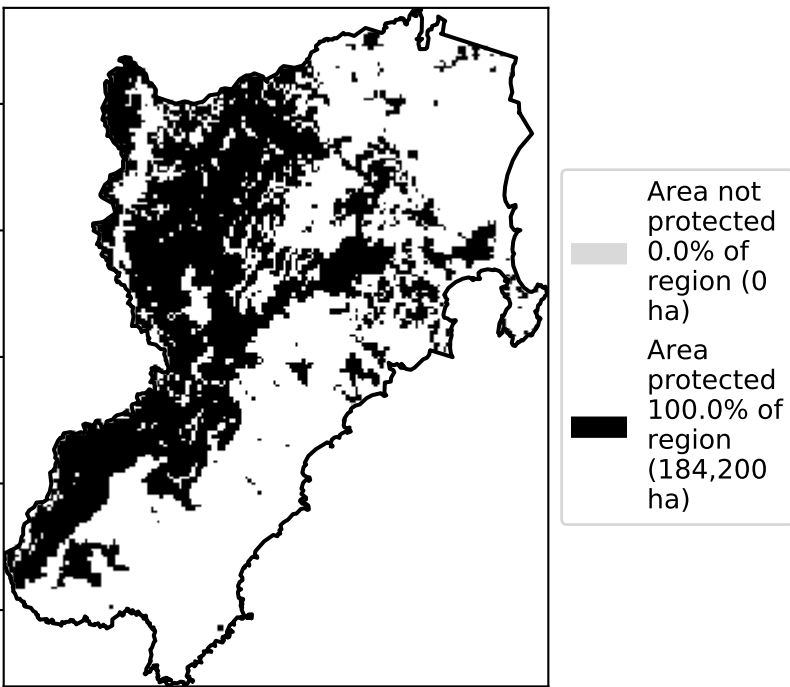 Area not
protected
0.0% of
region (0
ha)
Area
protected
100.0% of
region
(184,200
ha)